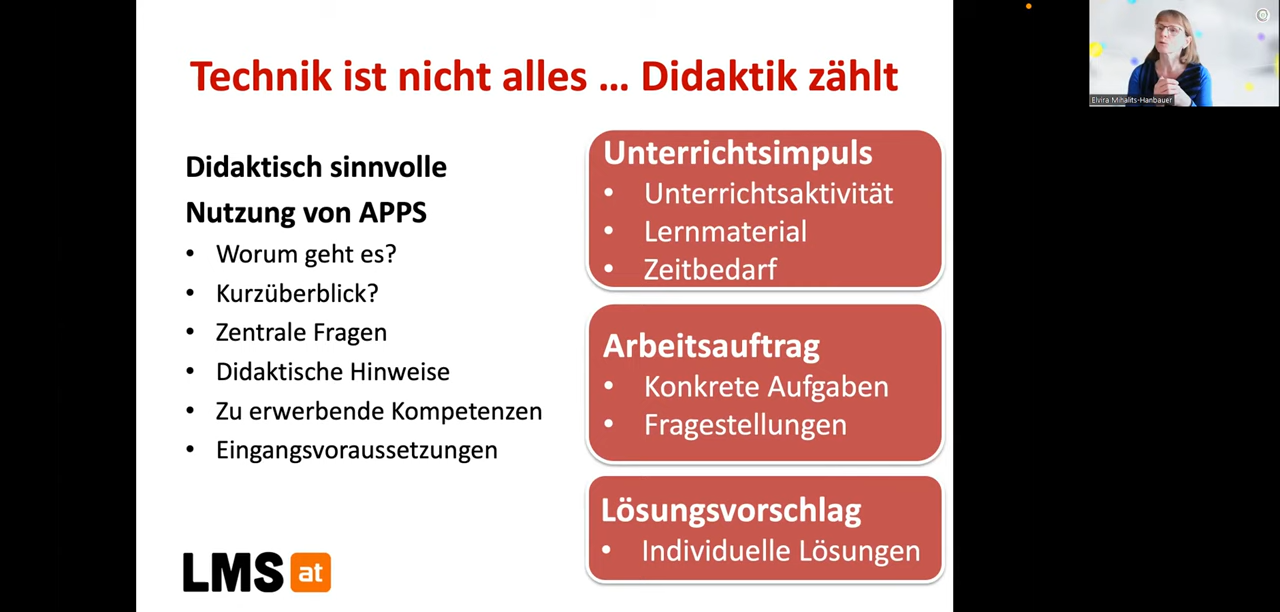 Technik ist nicht alles ... Didaktik zählt
Didaktisch sinnvolle
Nutzung von APPS
• Worum geht es?
• Kurzüberblick?
• Zentrale Fragen
• Didaktische Hinweise
• Zu erwerbende Kompetenzen
• Eingangsvoraussetzungen
Unterrichtsimpuls
• Unterrichtsaktivität
• Lernmaterial
• Zeitbedarf
Arbeitsauftrag
• Konkrete Aufgaben
• Fragestellungen
Lösungsvorschlag
• Individuelle Lösungen
LMS at
Elvira Mihalits-Hanbauer